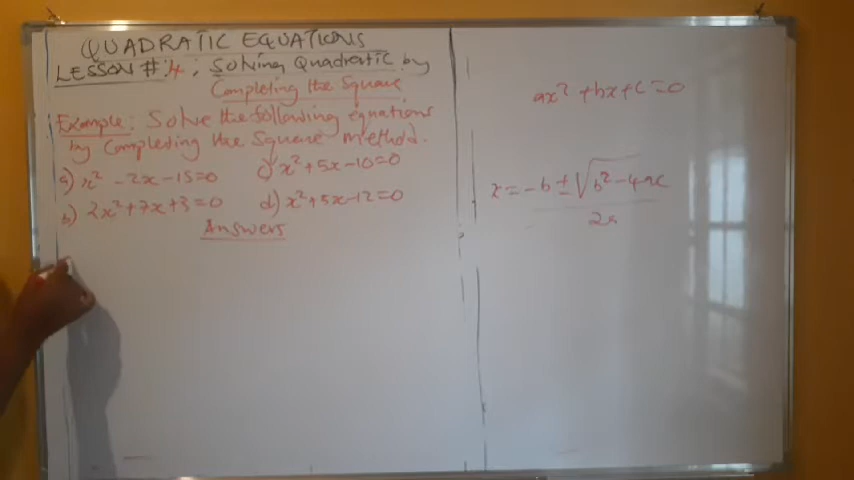 QUADRATIC EQUATIONS
LESSON #:4; Solving Quadratic by
Completing the Square
Example: Solve the following equations
by Completing the Square method.
a) x² - 2x - 15 = 0
c) x² + 5x - 10 = 0
b) 2x² + 7x + 3 = 0
d) x² + 5x - 12 = 0
Answers
ax² + bx + c = 0
x = -b ± √b² - 4ac
2a